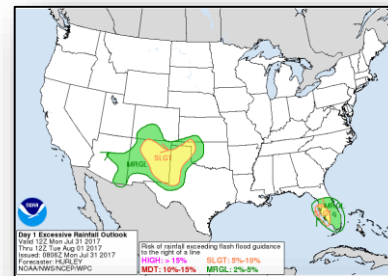 MRGL
SLGT
MRGL
Day 1 Excessive Rainfall Outlook
Valid 12Z Mon Jul 31 2017
Thru 12Z Tue Aug 01 2017
Issued: 0806Z Mon Jul 31 2017
Forecaster: HURLEY
NOAA/NWS/NCEP/WPC
Risk of rainfall exceeding flash flood guidance
to the right of a line
HIGH: > 15% SLGT: 5%-10%
MDT: 10%-15% MRGL: 2%-5%